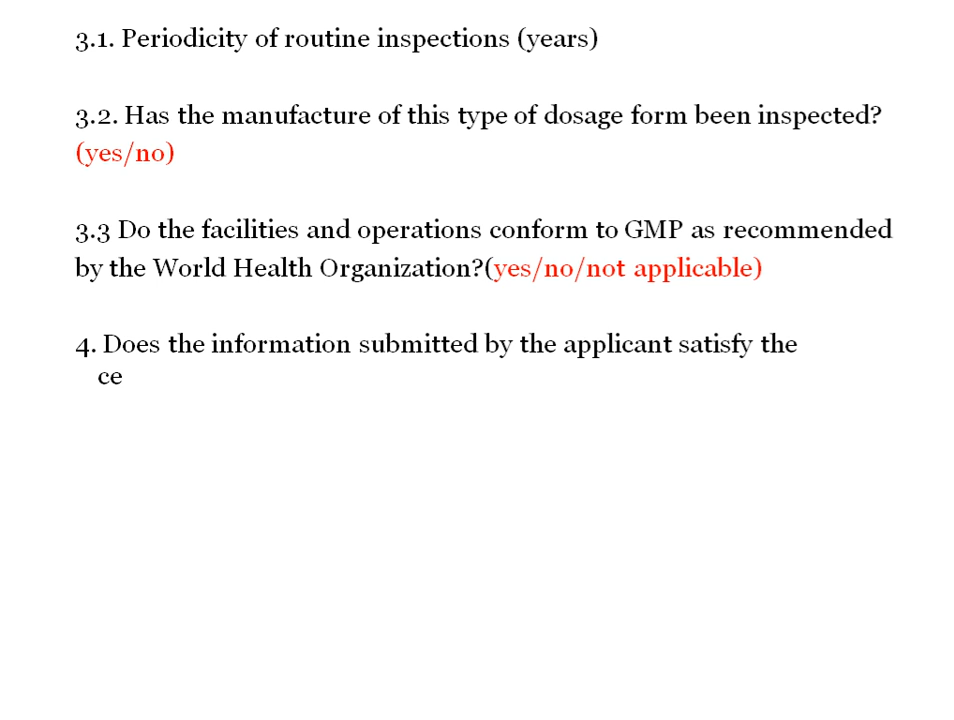 3.1. Periodicity of routine inspections (years)
3.2. Has the manufacture of this type of dosage form been inspected?
(yes/no)
3.3 Do the facilities and operations conform to GMP as recommended
by the World Health Organization?(yes/no/not applicable)
4. Does the information submitted by the applicant satisfy the
ce